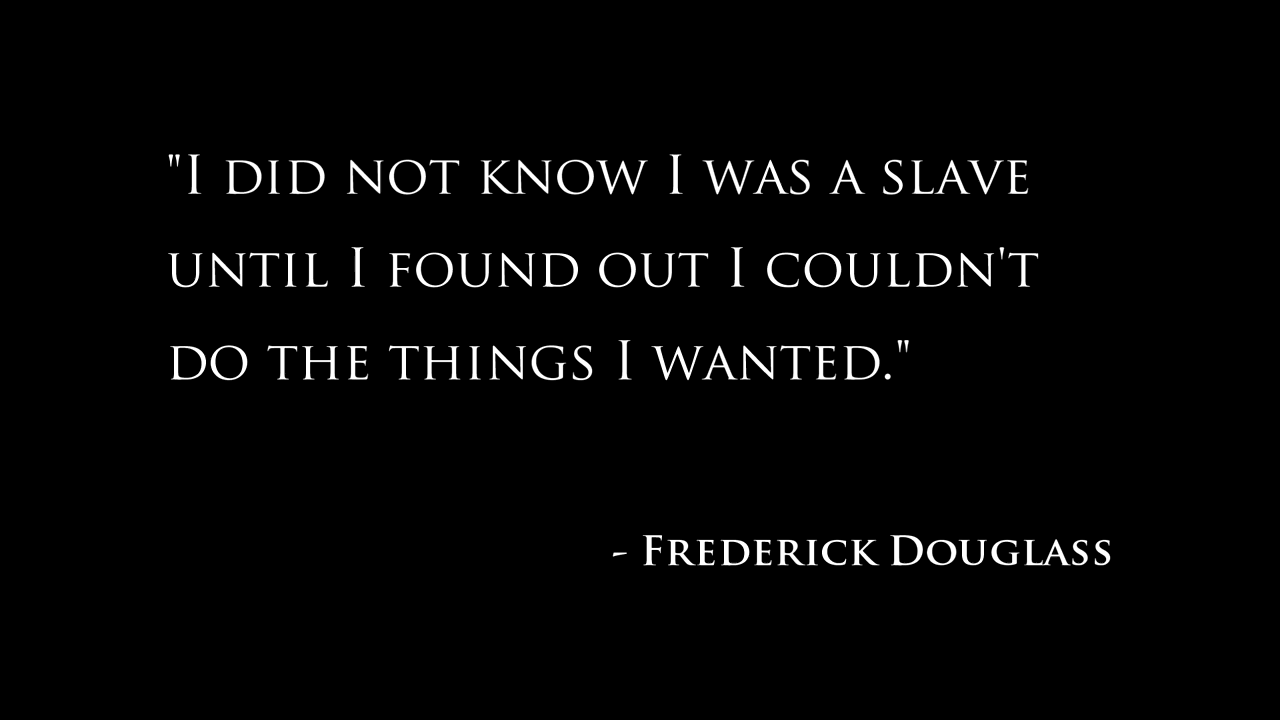 "I DID NOT KNOW I WAS A SLAVE
UNTIL I FOUND OUT I COULDN'T
DO THE THINGS I WANTED."
- FREDERICK DOUGLASS